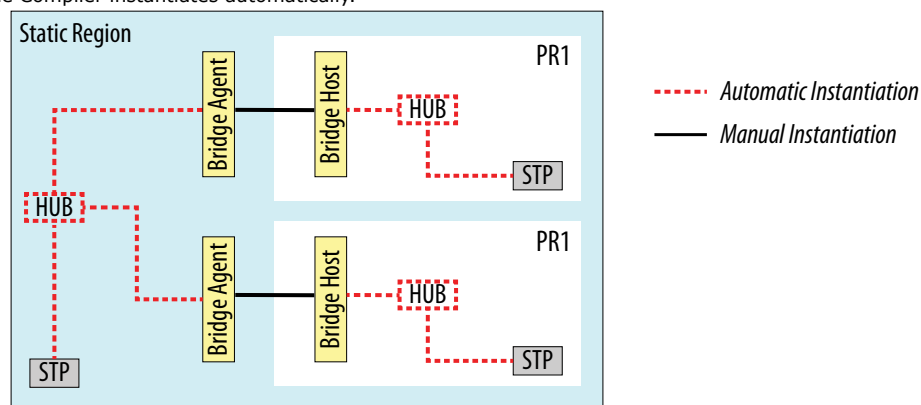 Compiler instantiates automatically.
Static Region
PR1
Bridge Agent
Bridge Host
HUB
STP
Automatic Instantiation
Manual Instantiation
HUB
PR1
Bridge Agent
Bridge Host
HUB
STP
STP